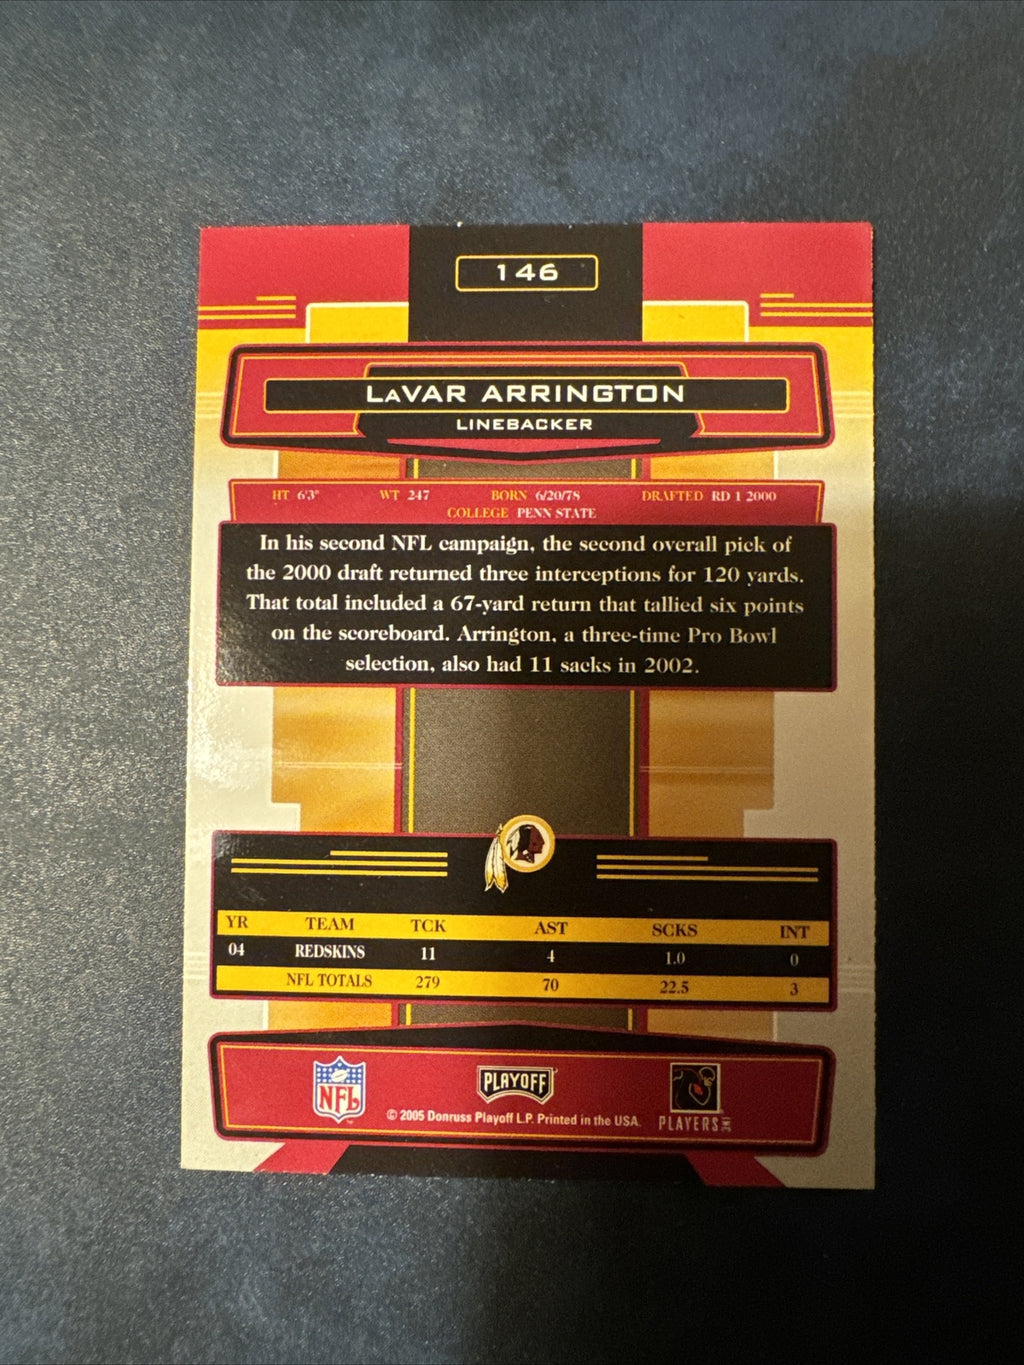 146
LaVAR ARRINGTON
LINEBACKER
HT 6'3" WT 247 BORN 6/20/78 DRAFTED RD 1 2000
COLLEGE PENN STATE
In his second NFL campaign, the second overall pick of
the 2000 draft returned three interceptions for 120 yards.
That total included a 67-yard return that tallied six points
on the scoreboard. Arrington, a three-time Pro Bowl
selection, also had 11 sacks in 2002.
YR TEAM TCK AST SCKS INT
04 REDSKINS 11 4 1.0 0
NFL TOTALS 279 70 22.5 3
NFL
PLAYOFF
© 2005 Donruss Playoff L.P. Printed in the USA.
PLAYERS INC